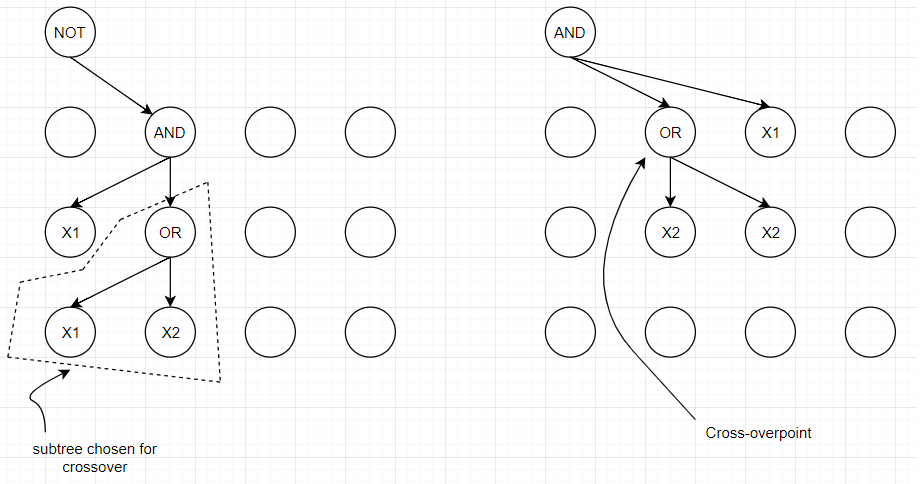 NOT
AND
AND
OR
X1
X1
OR
X2
X2
X1
X2
subtree chosen for
crossover
Cross-overpoint